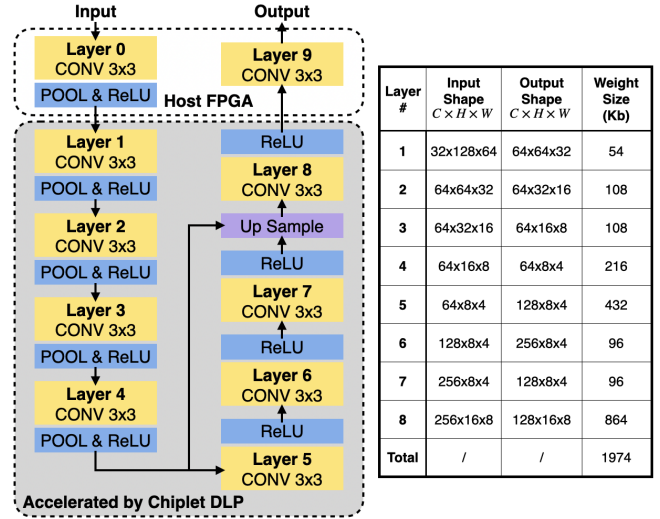 Input
Output
Layer 0
CONV 3x3
POOL & ReLU
Layer 9
CONV 3x3
Host FPGA
Layer 1
CONV 3x3
POOL & ReLU
Layer 2
CONV 3x3
POOL & ReLU
Layer 3
CONV 3x3
POOL & ReLU
Layer 4
CONV 3x3
POOL & ReLU
ReLU
Layer 8
CONV 3x3
Up Sample
ReLU
Layer 7
CONV 3x3
ReLU
Layer 6
CONV 3x3
ReLU
Layer 5
CONV 3x3
Accelerated by Chiplet DLP
Layer #
Input Shape C × H × W
Output Shape C × H × W
Weight Size (Kb)
1 32x128x64 64x64x32 54
2 64x64x32 64x32x16 108
3 64x32x16 64x16x8 108
4 64x16x8 64x8x4 216
5 64x8x4 128x8x4 432
6 128x8x4 256x8x4 96
7 256x8x4 128x8x4 96
8 256x16x8 128x16x8 864
Total / / 1974